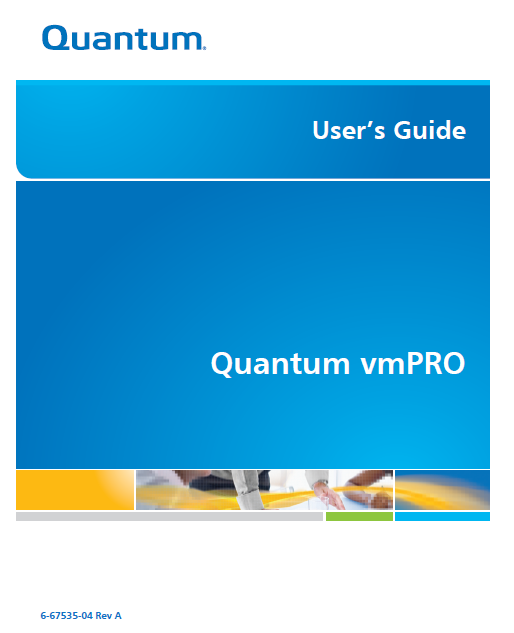 Quantum®
User's Guide
Quantum vmPRO
6-67535-04 Rev A